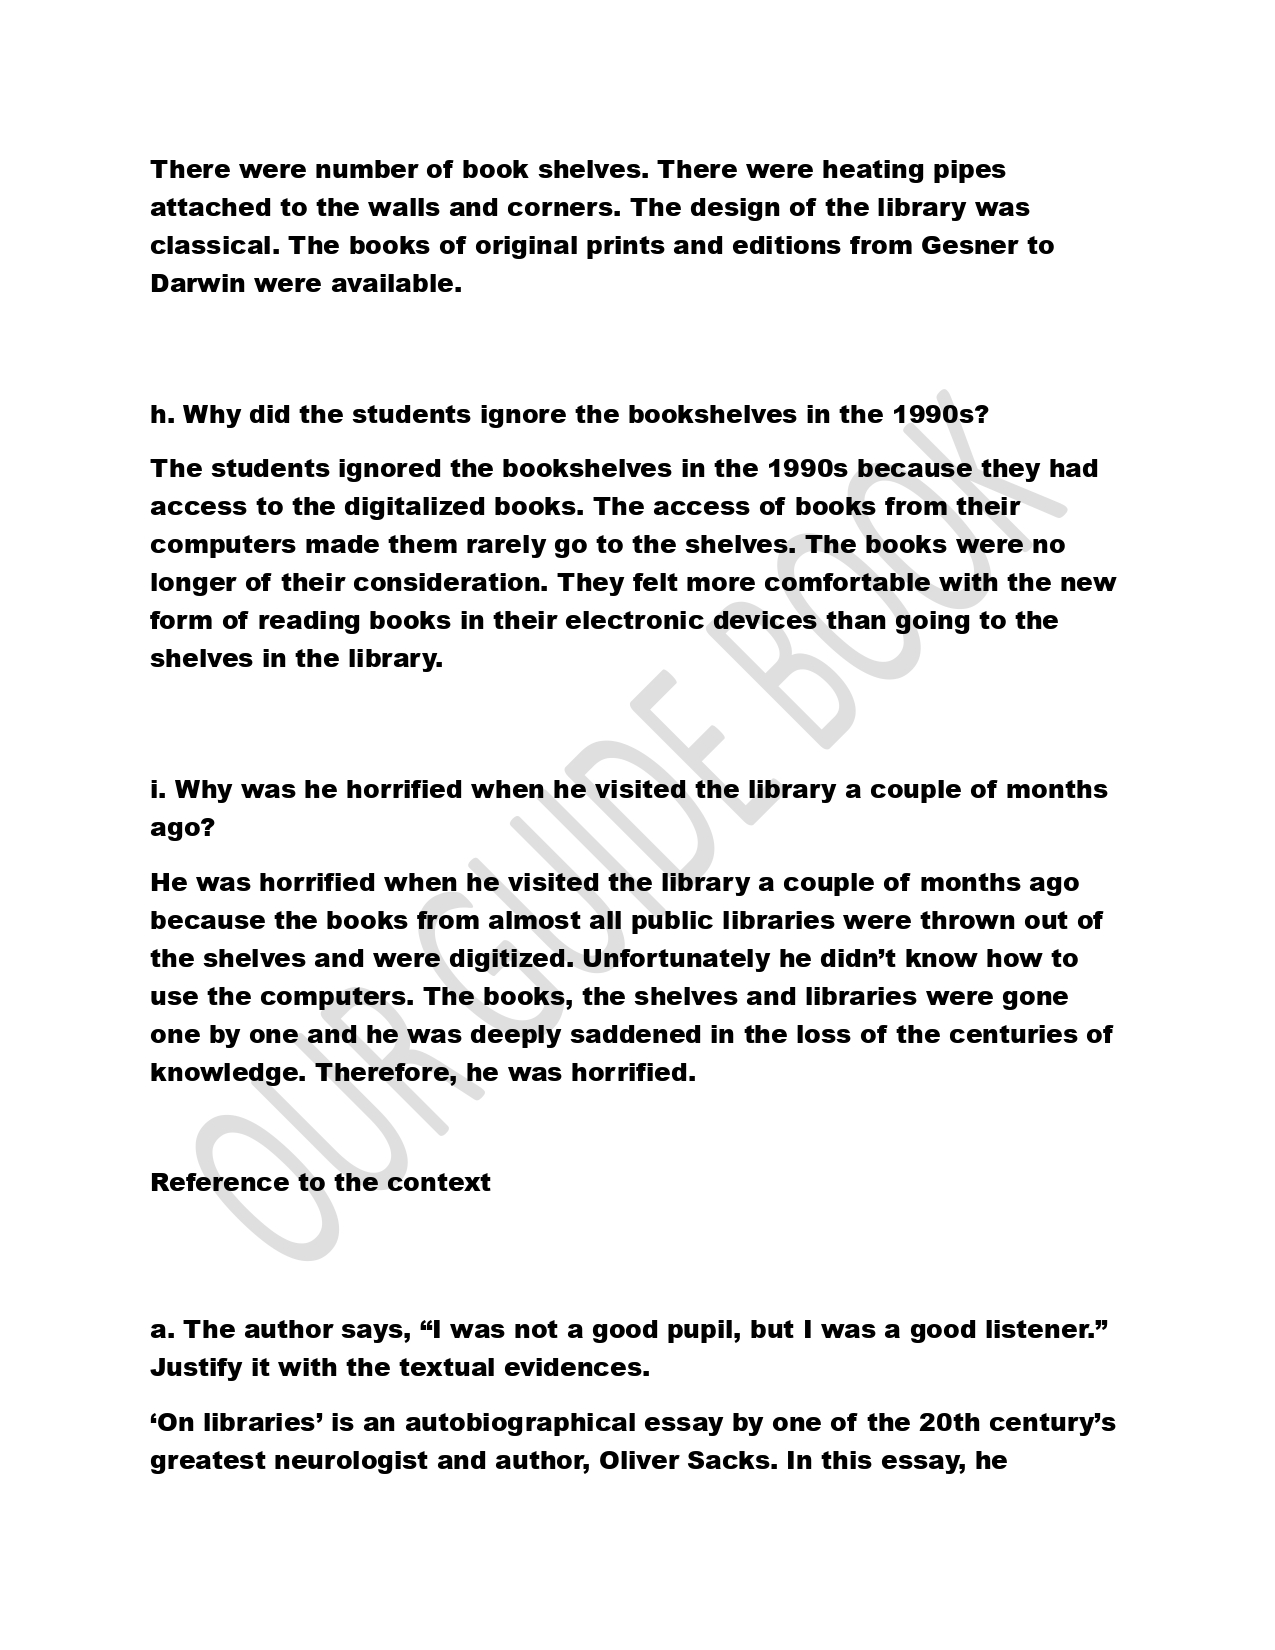 There were number of book shelves. There were heating pipes
attached to the walls and corners. The design of the library was
classical. The books of original prints and editions from Gesner to
Darwin were available.
h. Why did the students ignore the bookshelves in the 1990s?
The students ignored the bookshelves in the 1990s because they had
access to the digitalized books. The access of books from their
computers made them rarely go to the shelves. The books were no
longer of their consideration. They felt more comfortable with the new
form of reading books in their electronic devices than going to the
shelves in the library.
i. Why was he horrified when he visited the library a couple of months
ago?
He was horrified when he visited the library a couple of months ago
because the books from almost all public libraries were thrown out of
the shelves and were digitized. Unfortunately he didn’t know how to
use the computers. The books, the shelves and libraries were gone
one by one and he was deeply saddened in the loss of the centuries of
knowledge. Therefore, he was horrified.
Reference to the context
a. The author says, “I was not a good pupil, but I was a good listener.”
Justify it with the textual evidences.
‘On libraries’ is an autobiographical essay by one of the 20th century’s
greatest neurologist and author, Oliver Sacks. In this essay, he
OUR GUIDE BOOK